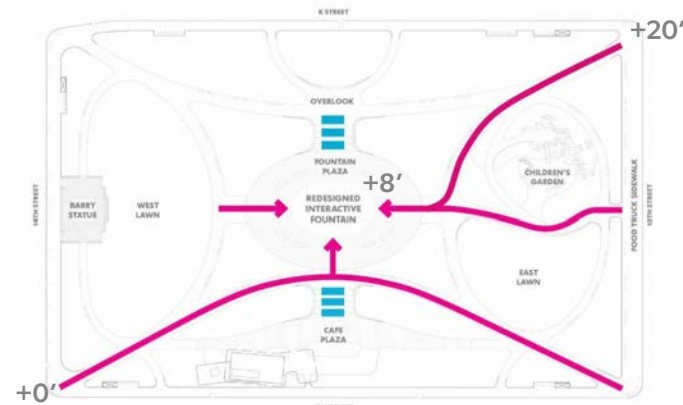 K STREET
+20'
OVERLOOK
FOUNTAIN
PLAZA
+8'
CHILDREN'S
GARDEN
14TH STREET
BARRY
STATUE
WEST
LAWN
REDESIGNED
INTERACTIVE
FOUNTAIN
FOOD TRUCK SIDEWALK
13TH STREET
EAST
LAWN
CAFE
PLAZA
+0'